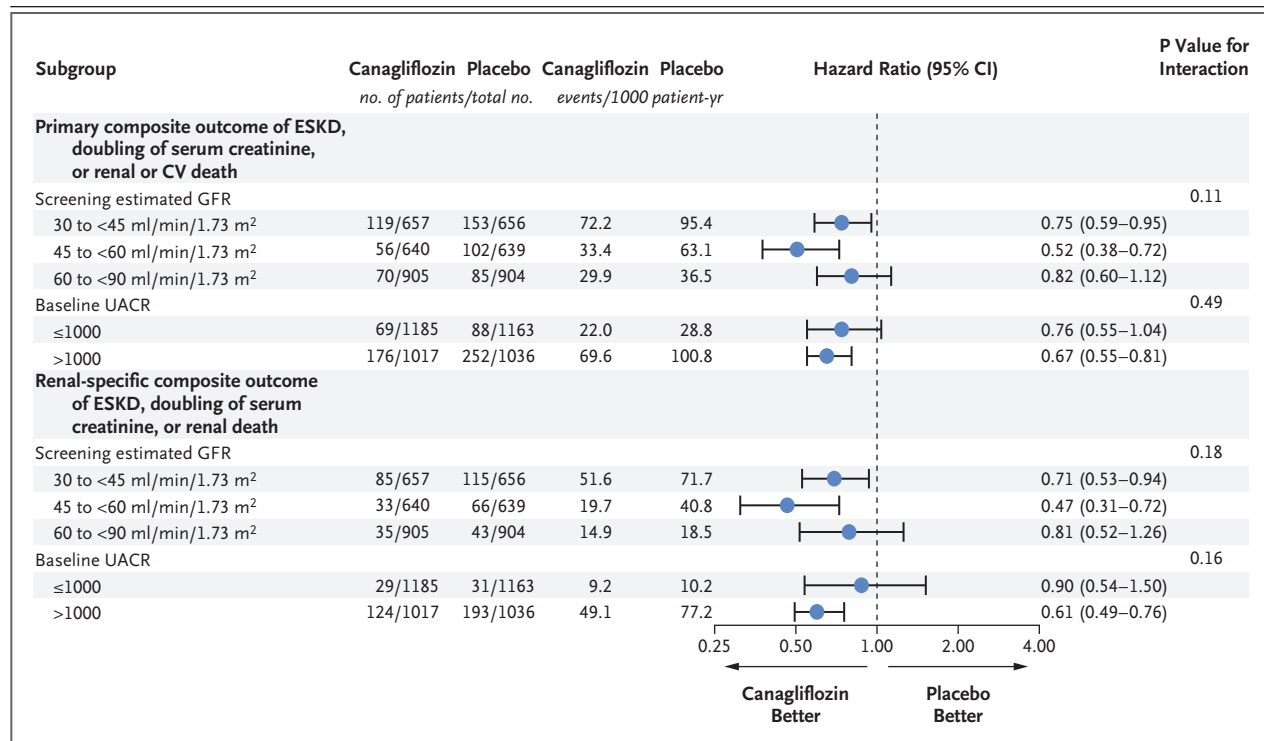 P Value for
Subgroup Canagliflozin Placebo Canagliflozin Placebo Hazard Ratio (95% CI) Interaction
no. of patients/total no. events/1000 patient-yr
Primary composite outcome of ESKD,
doubling of serum creatinine,
or renal or CV death
Screening estimated GFR 0.11
30 to <45 ml/min/1.73 m² 119/657 153/656 72.2 95.4 0.75 (0.59–0.95)
45 to <60 ml/min/1.73 m² 56/640 102/639 33.4 63.1 0.52 (0.38–0.72)
60 to <90 ml/min/1.73 m² 70/905 85/904 29.9 36.5 0.82 (0.60–1.12)
Baseline UACR 0.49
≤1000 69/1185 88/1163 22.0 28.8 0.76 (0.55–1.04)
>1000 176/1017 252/1036 69.6 100.8 0.67 (0.55–0.81)
Renal-specific composite outcome
of ESKD, doubling of serum
creatinine, or renal death
Screening estimated GFR 0.18
30 to <45 ml/min/1.73 m² 85/657 115/656 51.6 71.7 0.71 (0.53–0.94)
45 to <60 ml/min/1.73 m² 33/640 66/639 19.7 40.8 0.47 (0.31–0.72)
60 to <90 ml/min/1.73 m² 35/905 43/904 14.9 18.5 0.81 (0.52–1.26)
Baseline UACR 0.16
≤1000 29/1185 31/1163 9.2 10.2 0.90 (0.54–1.50)
>1000 124/1017 193/1036 49.1 77.2 0.61 (0.49–0.76)
0.25 0.50 1.00 2.00 4.00
Canagliflozin Placebo
Better Better